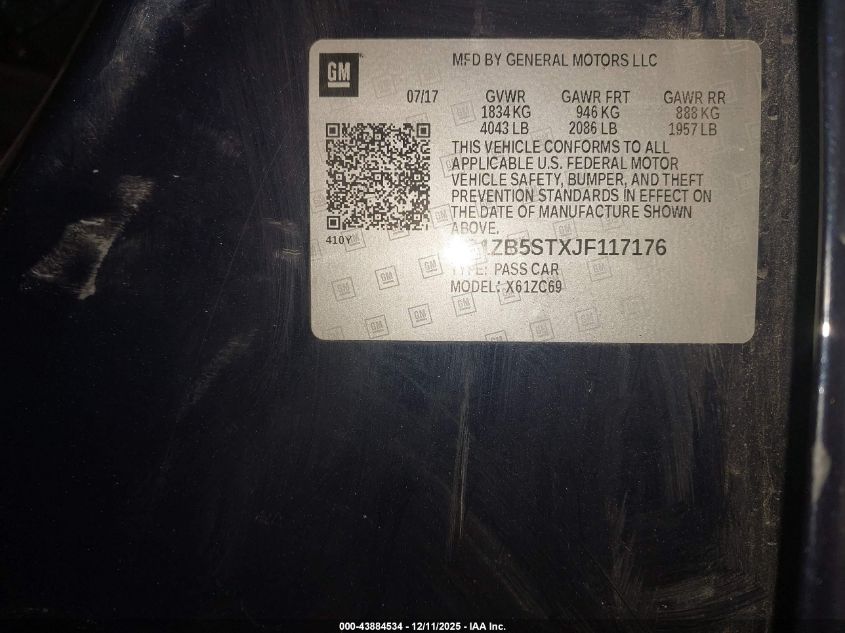 GM
MFD BY GENERAL MOTORS LLC
07/17 GVWR GAWR FRT GAWR RR
1834 KG 946 KG 888 KG
4043 LB 2086 LB 1957 LB
THIS VEHICLE CONFORMS TO ALL
APPLICABLE U.S. FEDERAL MOTOR
VEHICLE SAFETY, BUMPER, AND THEFT
PREVENTION STANDARDS IN EFFECT ON
THE DATE OF MANUFACTURE SHOWN
ABOVE.
410Y
1ZB5STXJF117176
TYPE: PASS CAR
MODEL: X61ZC69
000-43884534 - 12/11/2025 - IAA Inc.